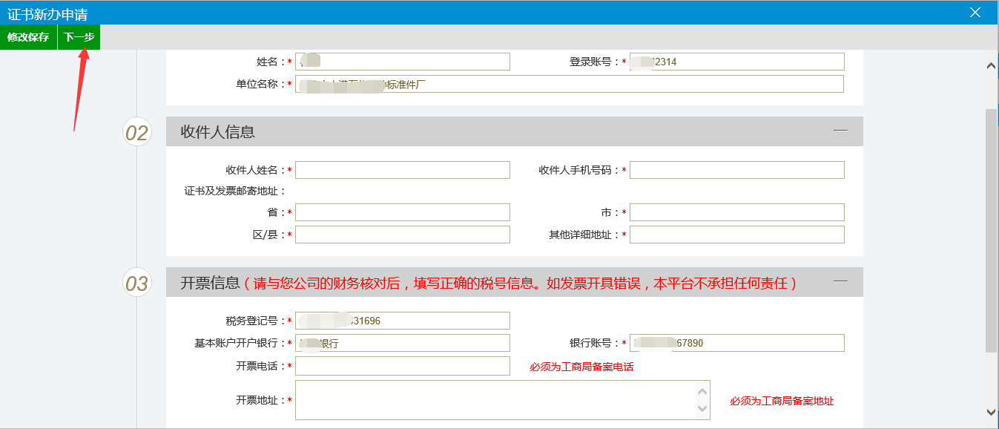 证书新办申请
修改保存 下一步
姓名：* 登录账号：* 2314
单位名称：* 标准件厂
02 收件人信息
收件人姓名：* 收件人手机号码：*
证书及发票邮寄地址：
省：* 市：*
区/县：* 其他详细地址：*
03 开票信息（请与您公司的财务核对后，填写正确的税号信息。如发票开具错误，本平台不承担任何责任）
税务登记号：* 31696
基本账户开户银行：* 银行 银行账号：* 67890
开票电话：* 必须为工商局备案电话
开票地址：* 必须为工商局备案地址